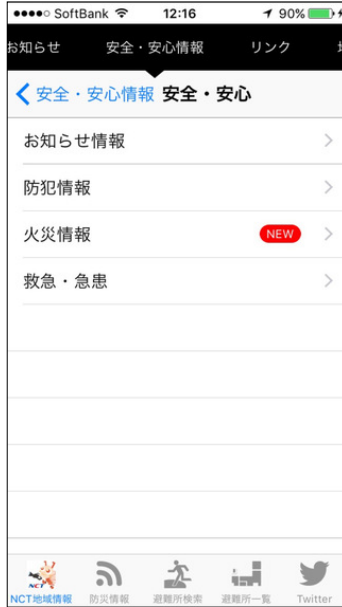 SoftBank 12:16 90%
お知らせ 安全・安心情報 リンク
安全・安心情報 安全・安心
お知らせ情報
防犯情報
火災情報 NEW
救急・急患
NCT
NCT地域情報 防災情報 避難所検索 避難所一覧 Twitter